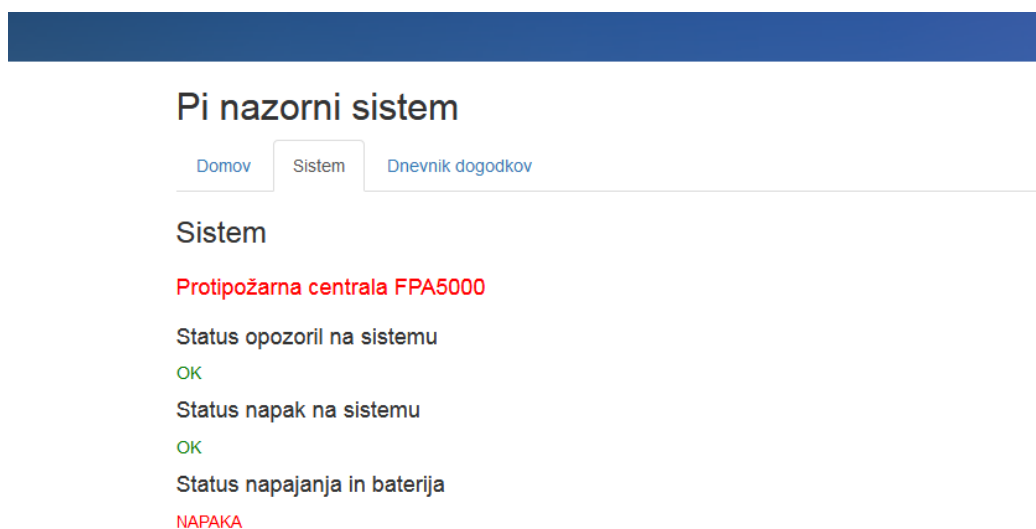 Pi nazorni sistem
Domov Sistem Dnevnik dogodkov
Sistem
Protipožarna centrala FPA5000
Status opozoril na sistemu
OK
Status napak na sistemu
OK
Status napajanja in baterija
NAPAKA